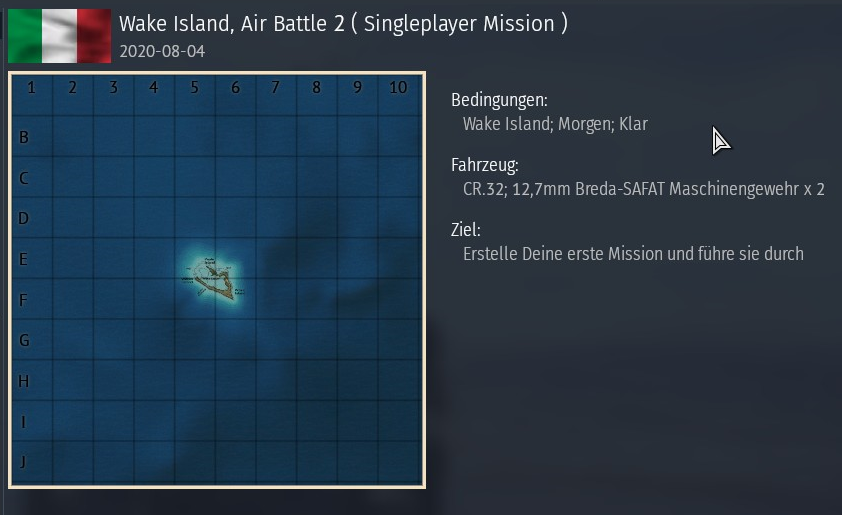 Wake Island, Air Battle 2 ( Singleplayer Mission )
2020-08-04
1 2 3 4 5 6 7 8 9 10
B
C
D
E
F
G
H
I
J
Bedingungen:
Wake Island; Morgen; Klar
Fahrzeug:
CR.32; 12,7mm Breda-SAFAT Maschinengewehr x 2
Ziel:
Erstelle Deine erste Mission und führe sie durch